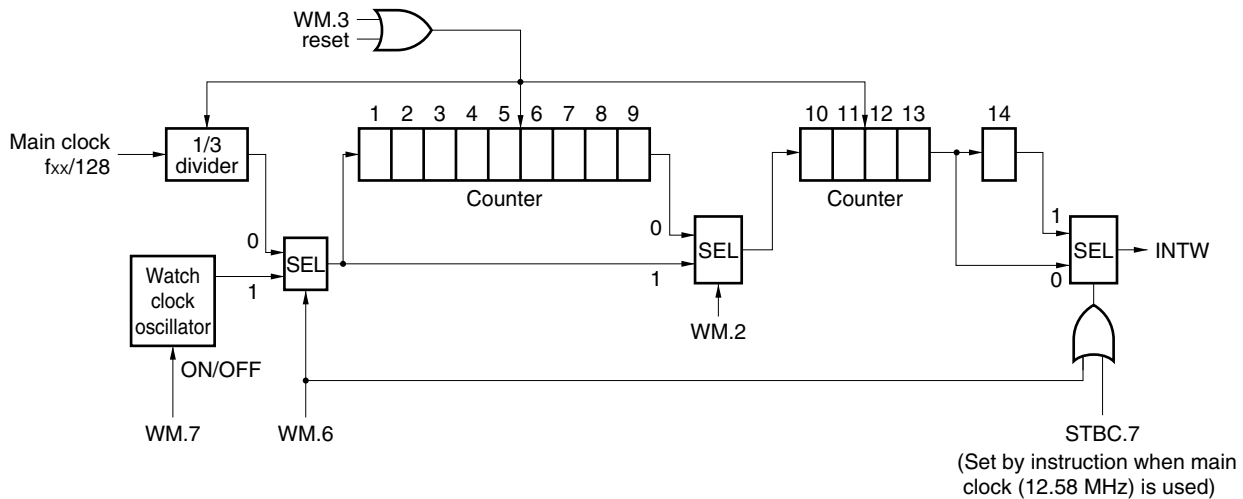 WM.3
reset
1 2 3 4 5 6 7 8 9
10 11 12 13
14
Main clock
fxx/128
1/3
divider
Counter
Counter
0
SEL
1
0
SEL
1
1
SEL
0
INTW
Watch
clock
oscillator
WM.2
ON/OFF
WM.7
WM.6
STBC.7
(Set by instruction when main
clock (12.58 MHz) is used)